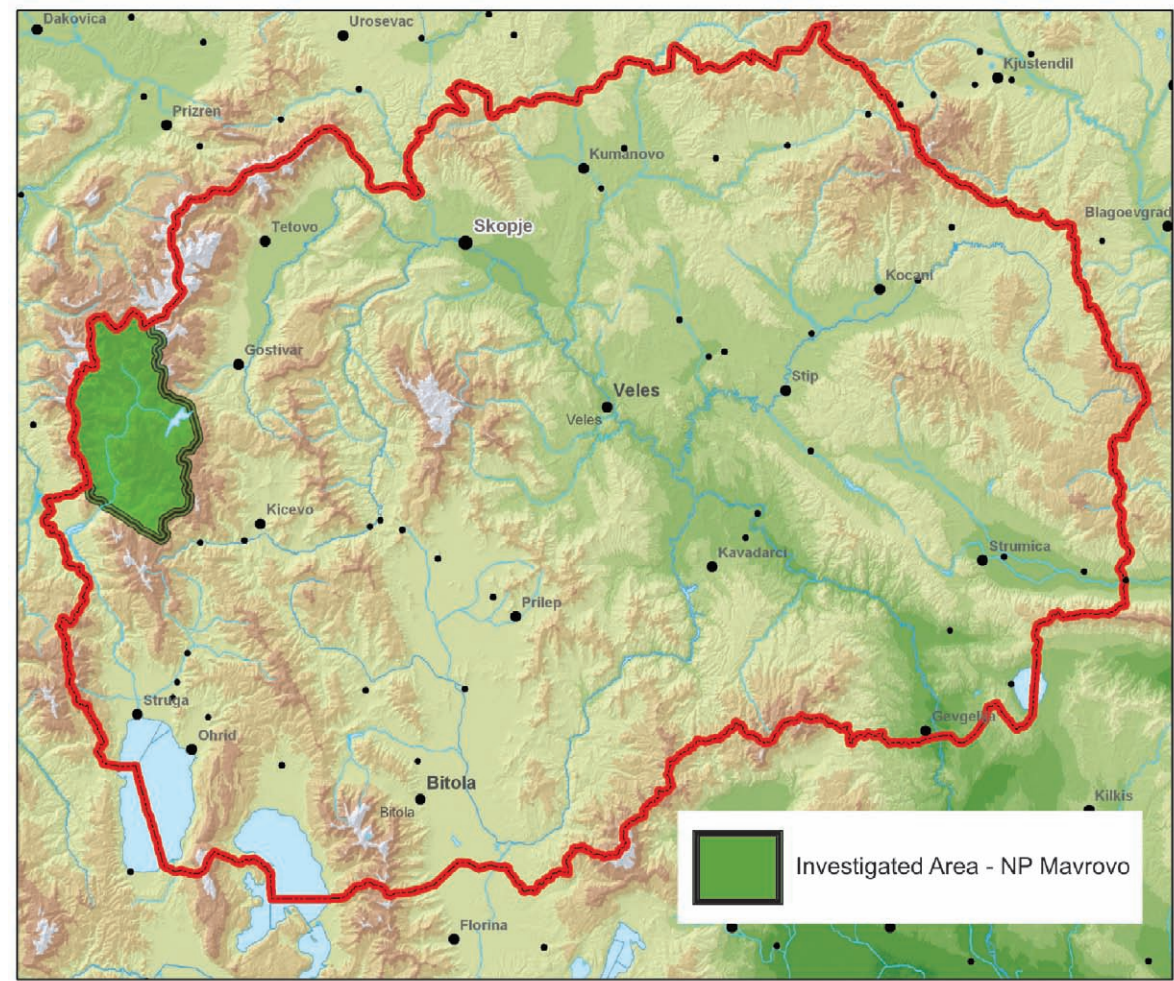 Dakovica
Urosevac
Kjustendil
Prizren
Kumanovo
Blagoevgrad
Tetovo
Skopje
Kocani
Gostivar
Stip
Veles
Veles
Kicevo
Strumica
Kavadarci
Prilep
Struga
Ohrid
Gevgelija
Bitola
Bitola
Kilkis
Investigated Area - NP Mavrovo
Florina